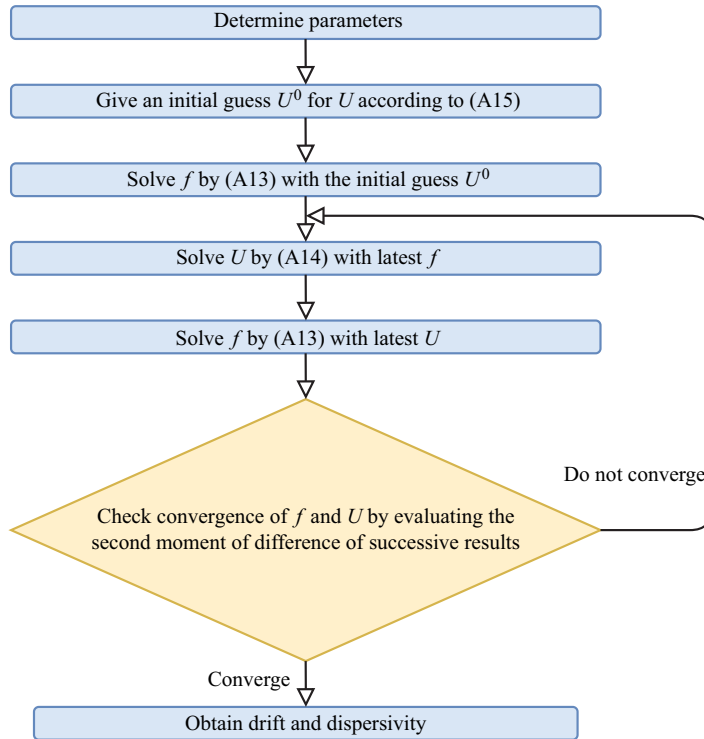 Determine parameters
Give an initial guess U⁰ for U according to (A15)
Solve f by (A13) with the initial guess U⁰
Solve U by (A14) with latest f
Solve f by (A13) with latest U
Do not converge
Check convergence of f and U by evaluating the
second moment of difference of successive results
Converge
Obtain drift and dispersivity